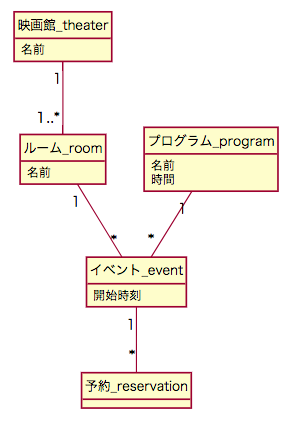 映画館_theater
名前
1
1..*
ルーム_room
名前
プログラム_program
名前
時間
1
1
*
*
イベント_event
開始時刻
1
*
予約_reservation